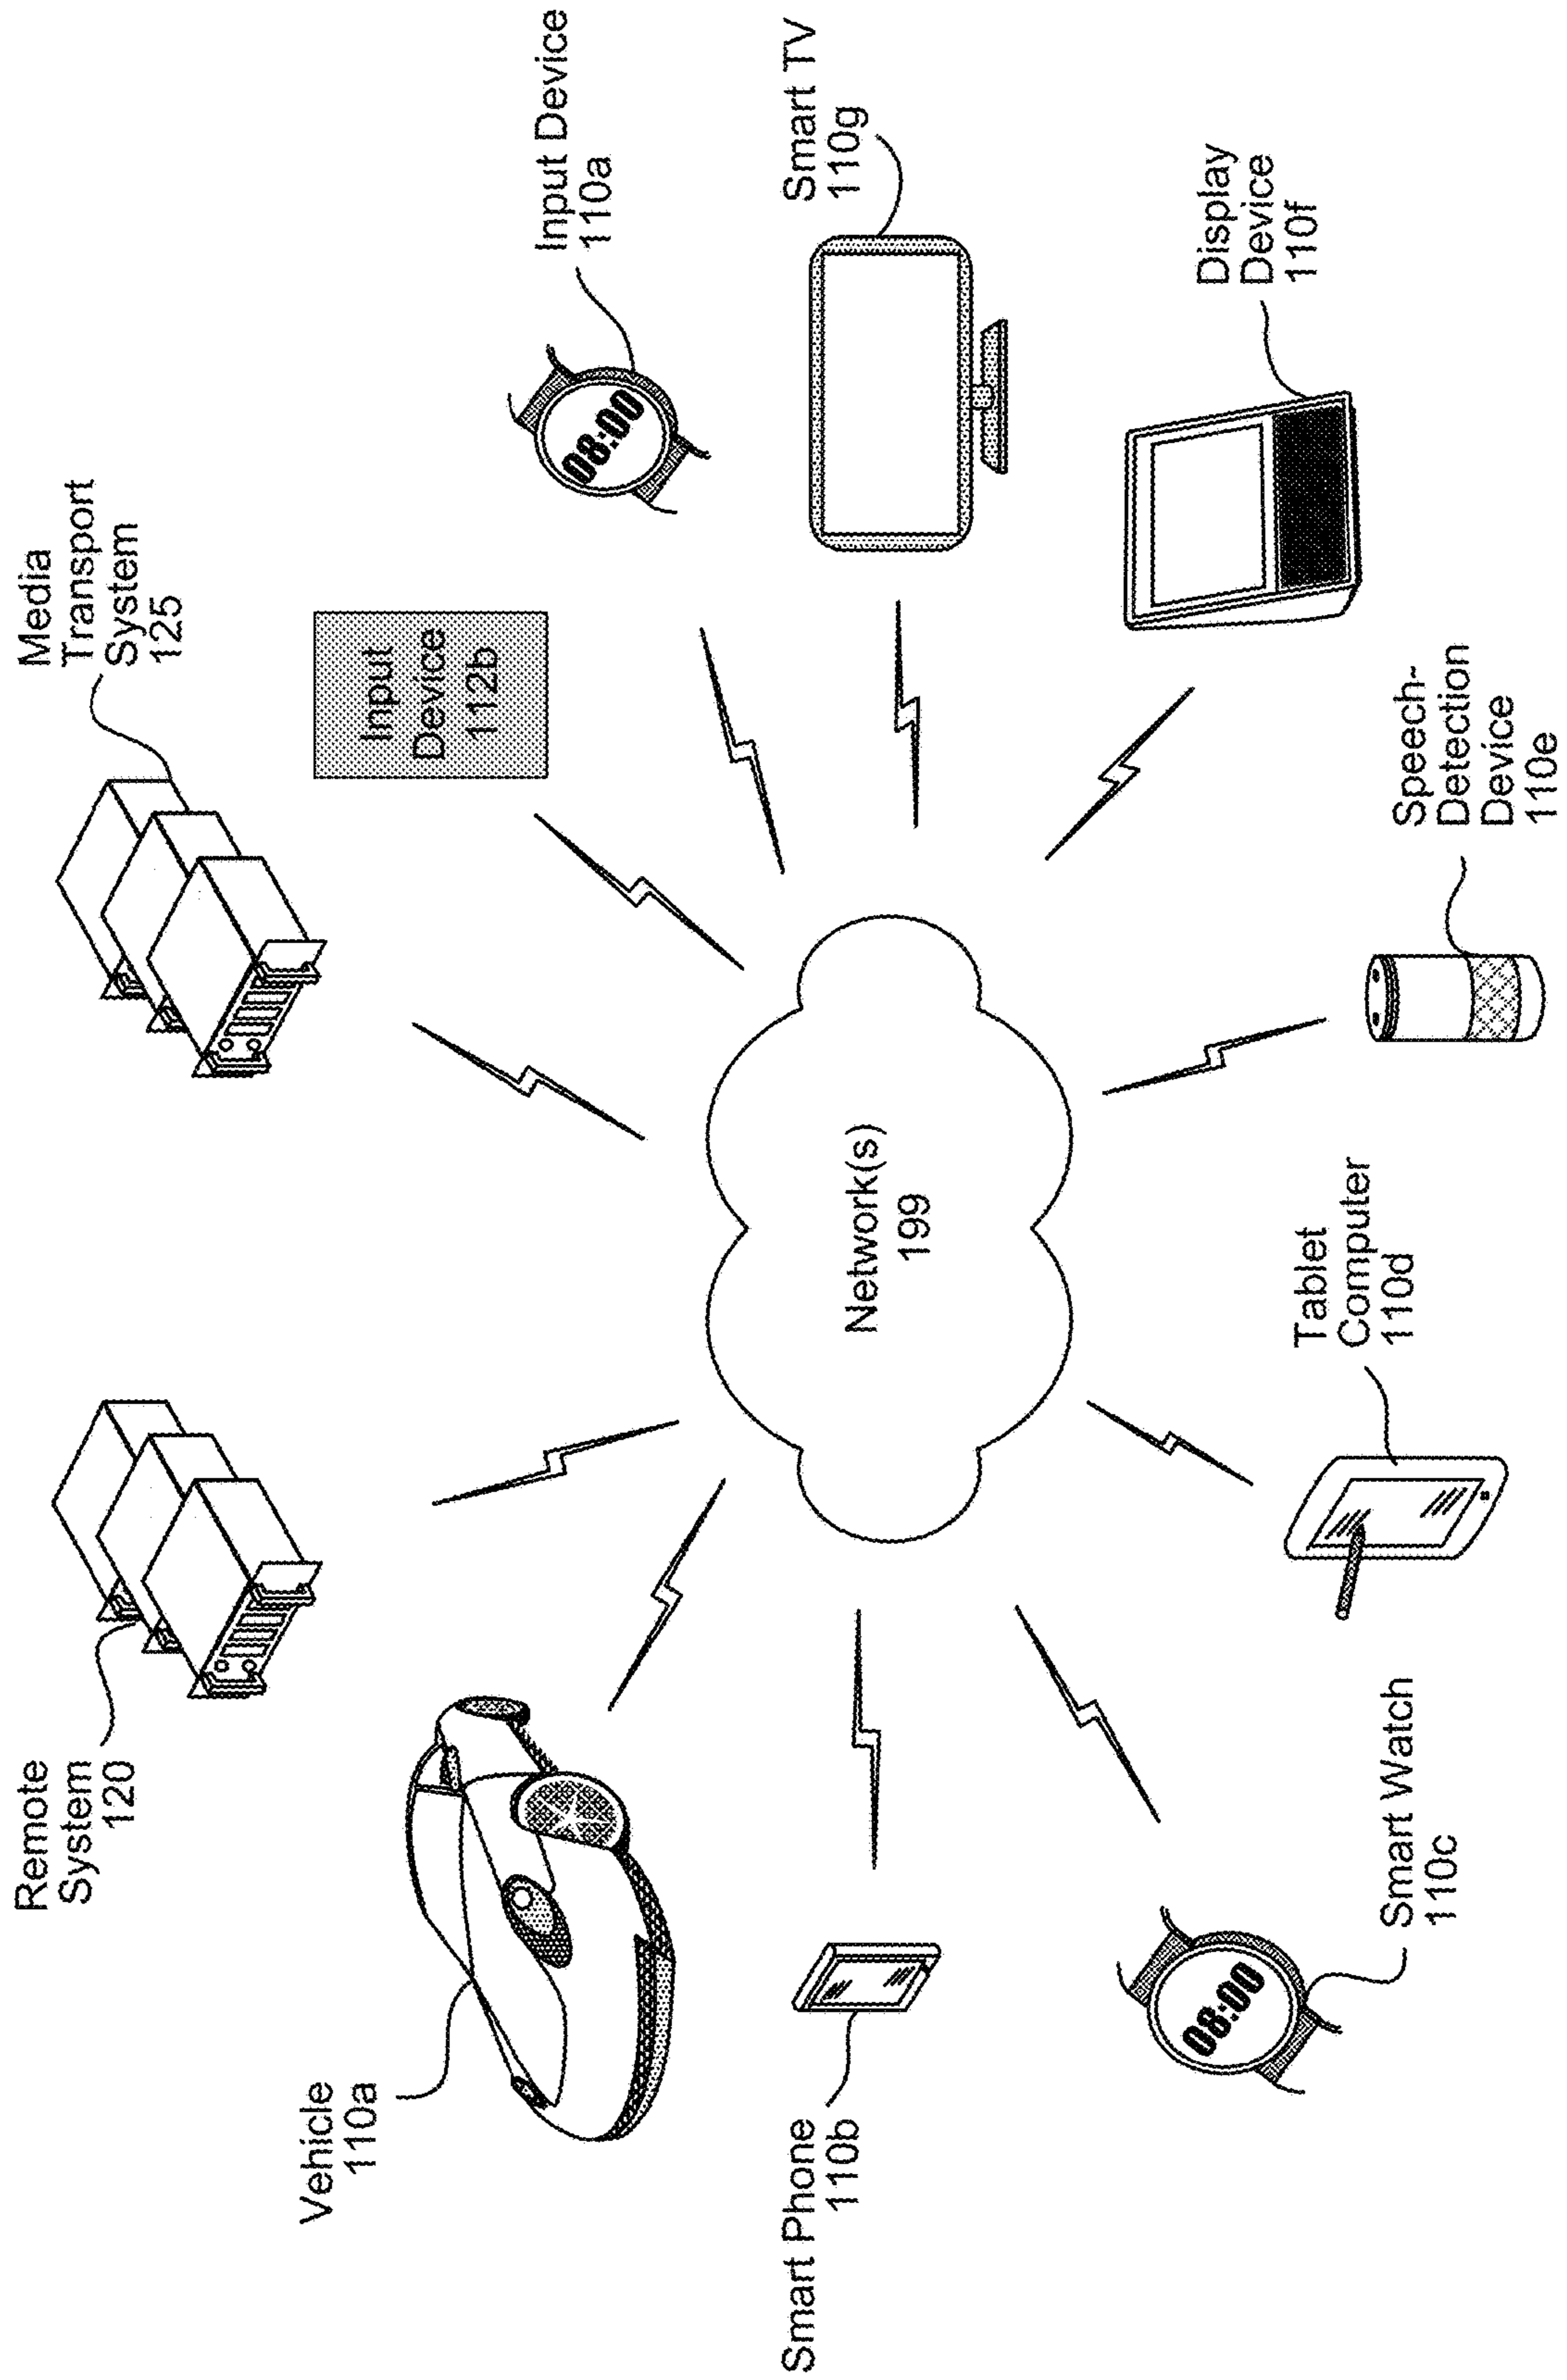 Remote
System
120
Media
Transport
System
125
Input
Device
112b
Input Device
110a
Vehicle
110a
Smart TV
110g
Network(s)
199
Smart Phone
110b
Display
Device
110f
Smart Watch
110c
Tablet
Computer
110d
Speech-
Detection
Device
110e
08:00
08:00